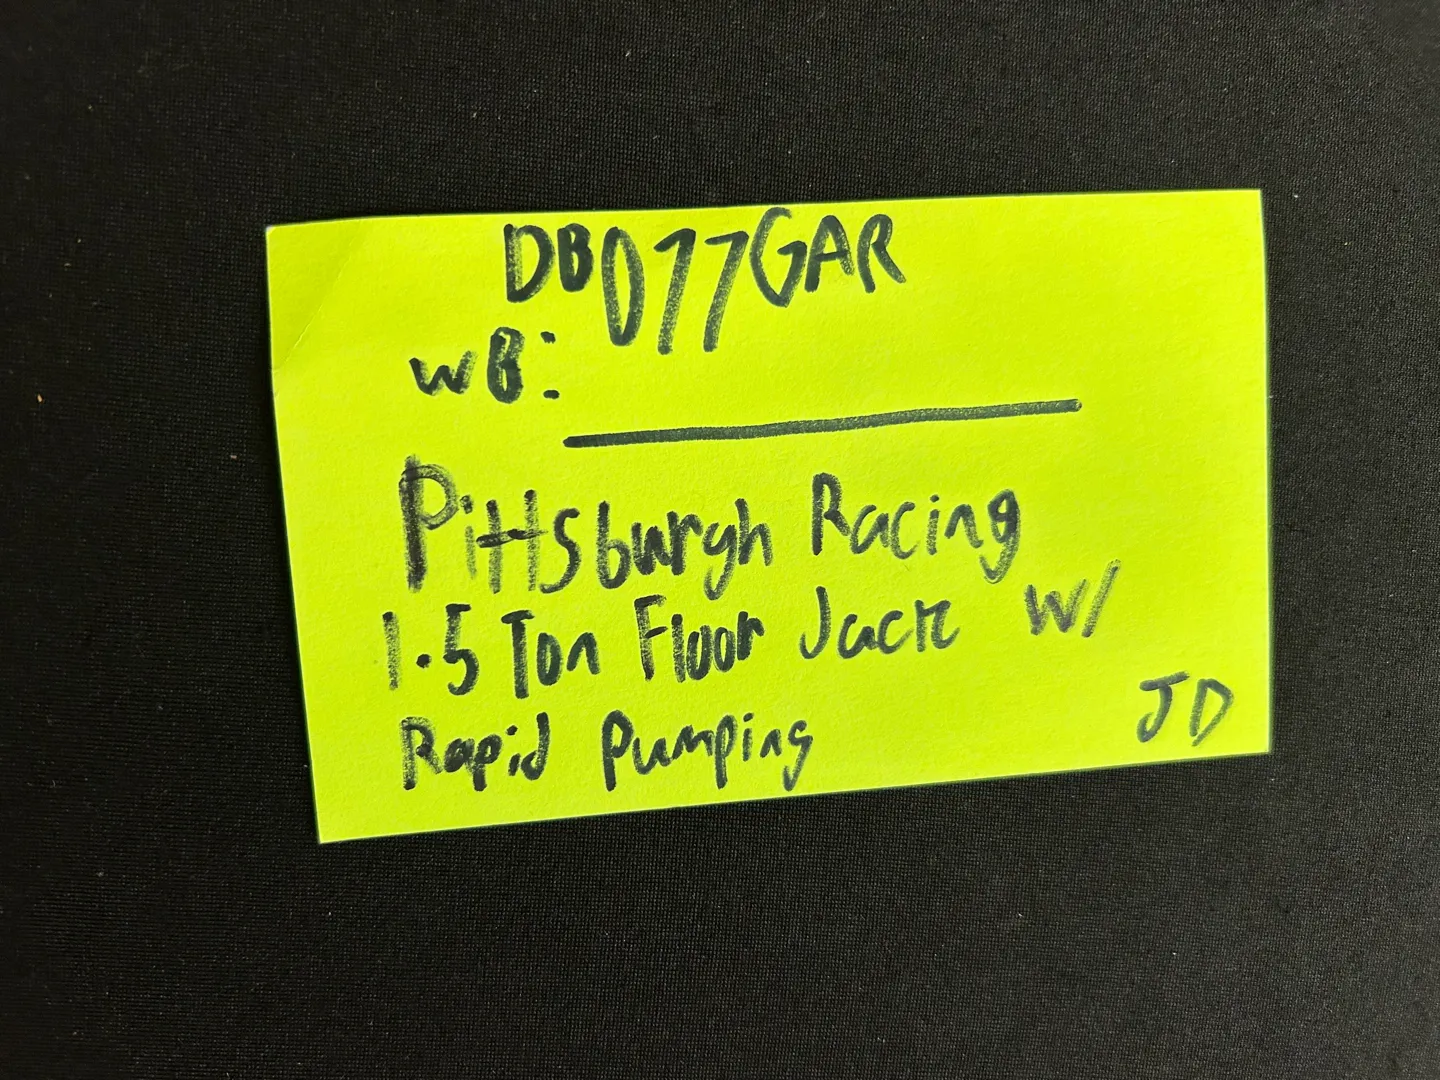 DB077GAR
WB:
Pittsburgh Racing
1.5 Ton Floor Jack W/
Rapid Pumping
JD